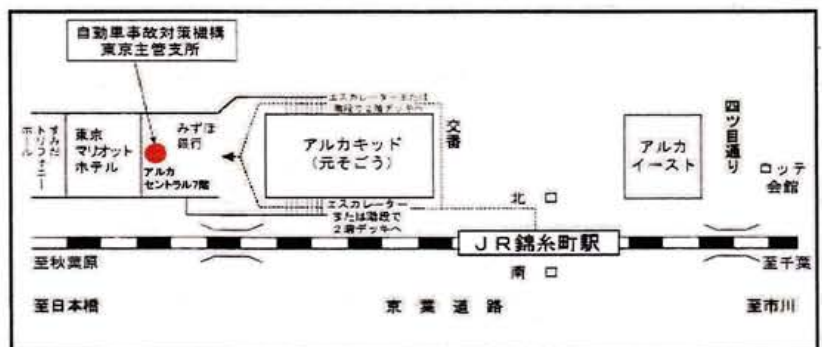 自動車事故対策機構
東京主管支所
エスカレーターまたは
階段で2階デッキへ
すみだ
トリフォニー
ホール
東京
マリオット
ホテル
みずほ
銀行
アルカ
セントラル7階
アルカキッド
(元そごう)
交番
アルカ
イースト
四ツ目通り
ロッテ
会館
エスカレーター
または階段で
2階デッキへ
北口
JR錦糸町駅
至秋葉原
南口
至千葉
至日本橋
京葉道路
至市川